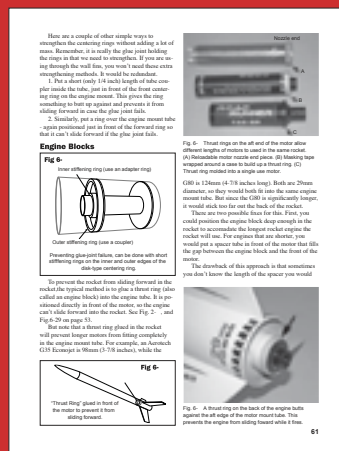 Here are a couple of other simple ways to
strengthen the centering rings without adding a lot of
mass. Remember, it is really the glue joint holding
the rings in that we need to strengthen. If you are us-
ing through the wall fins, you won't need these extra
strengthening methods. It would be redundant.
1. Put a short (only 1/4 inch) length of tube cou-
pler inside the tube, just in front of the front center-
ing ring on the engine mount. This gives the ring
something to butt up against and prevents it from
sliding forward in case the glue joint fails.
2. Similarly, put a ring over the engine mount tube
- again positioned just in front of the forward ring so
that it can't slide forward if the glue joint fails.
Engine Blocks
Fig 6-
Inner stiffening ring (use an adapter ring)
Outer stiffening ring (use a coupler)
Preventing glue-joint failure, can be done with short
stiffening rings on the inner and outer edges of the
disk-type centering ring.
To prevent the rocket from sliding forward in the
rocket,the typical method is to glue a thrust ring (also
called an engine block) into the engine tube. It is po-
sitioned directly in front of the motor, so the engine
can't slide forward into the rocket. See Fig. 2- , and
Fig.6-29 on page 53.
But note that a thrust ring glued in the rocket
will prevent longer motors from fitting completely
in the engine mount tube. For example, an Aerotech
G35 Econojet is 98mm (3-7/8 inches), while the
Fig 6-
"Thrust Ring" glued in front of
the motor to prevent it from
sliding forward.
Nozzle end
A
B
C
Fig. 6- Thrust rings on the aft end of the motor allow
different lengths of motors to used in the same rocket.
(A) Reloadable motor nozzle end piece. (B) Masking tape
wrapped around a case to build up a thrust ring. (C)
Thrust ring molded into a single use motor.
G80 is 124mm (4-7/8 inches long). Both are 29mm
diameter, so they would both fit into the same engine
mount tube. But since the G80 is significantly longer,
it would stick too far out the back of the rocket.
There are two possible fixes for this. First, you
could position the engine block deep enough in the
rocket to accomodate the longest rocket engine the
rocket will use. For engines that are shorter, you
would put a spacer tube in front of the motor that fills
the gap between the engine block and the front of the
motor.
The drawback of this approach is that sometimes
you don't know the length of the spacer you would
Fig. 6- A thrust ring on the back of the engine butts
against the aft edge of the motor mount tube. This
prevents the engine from sliding foward while it fires.
61